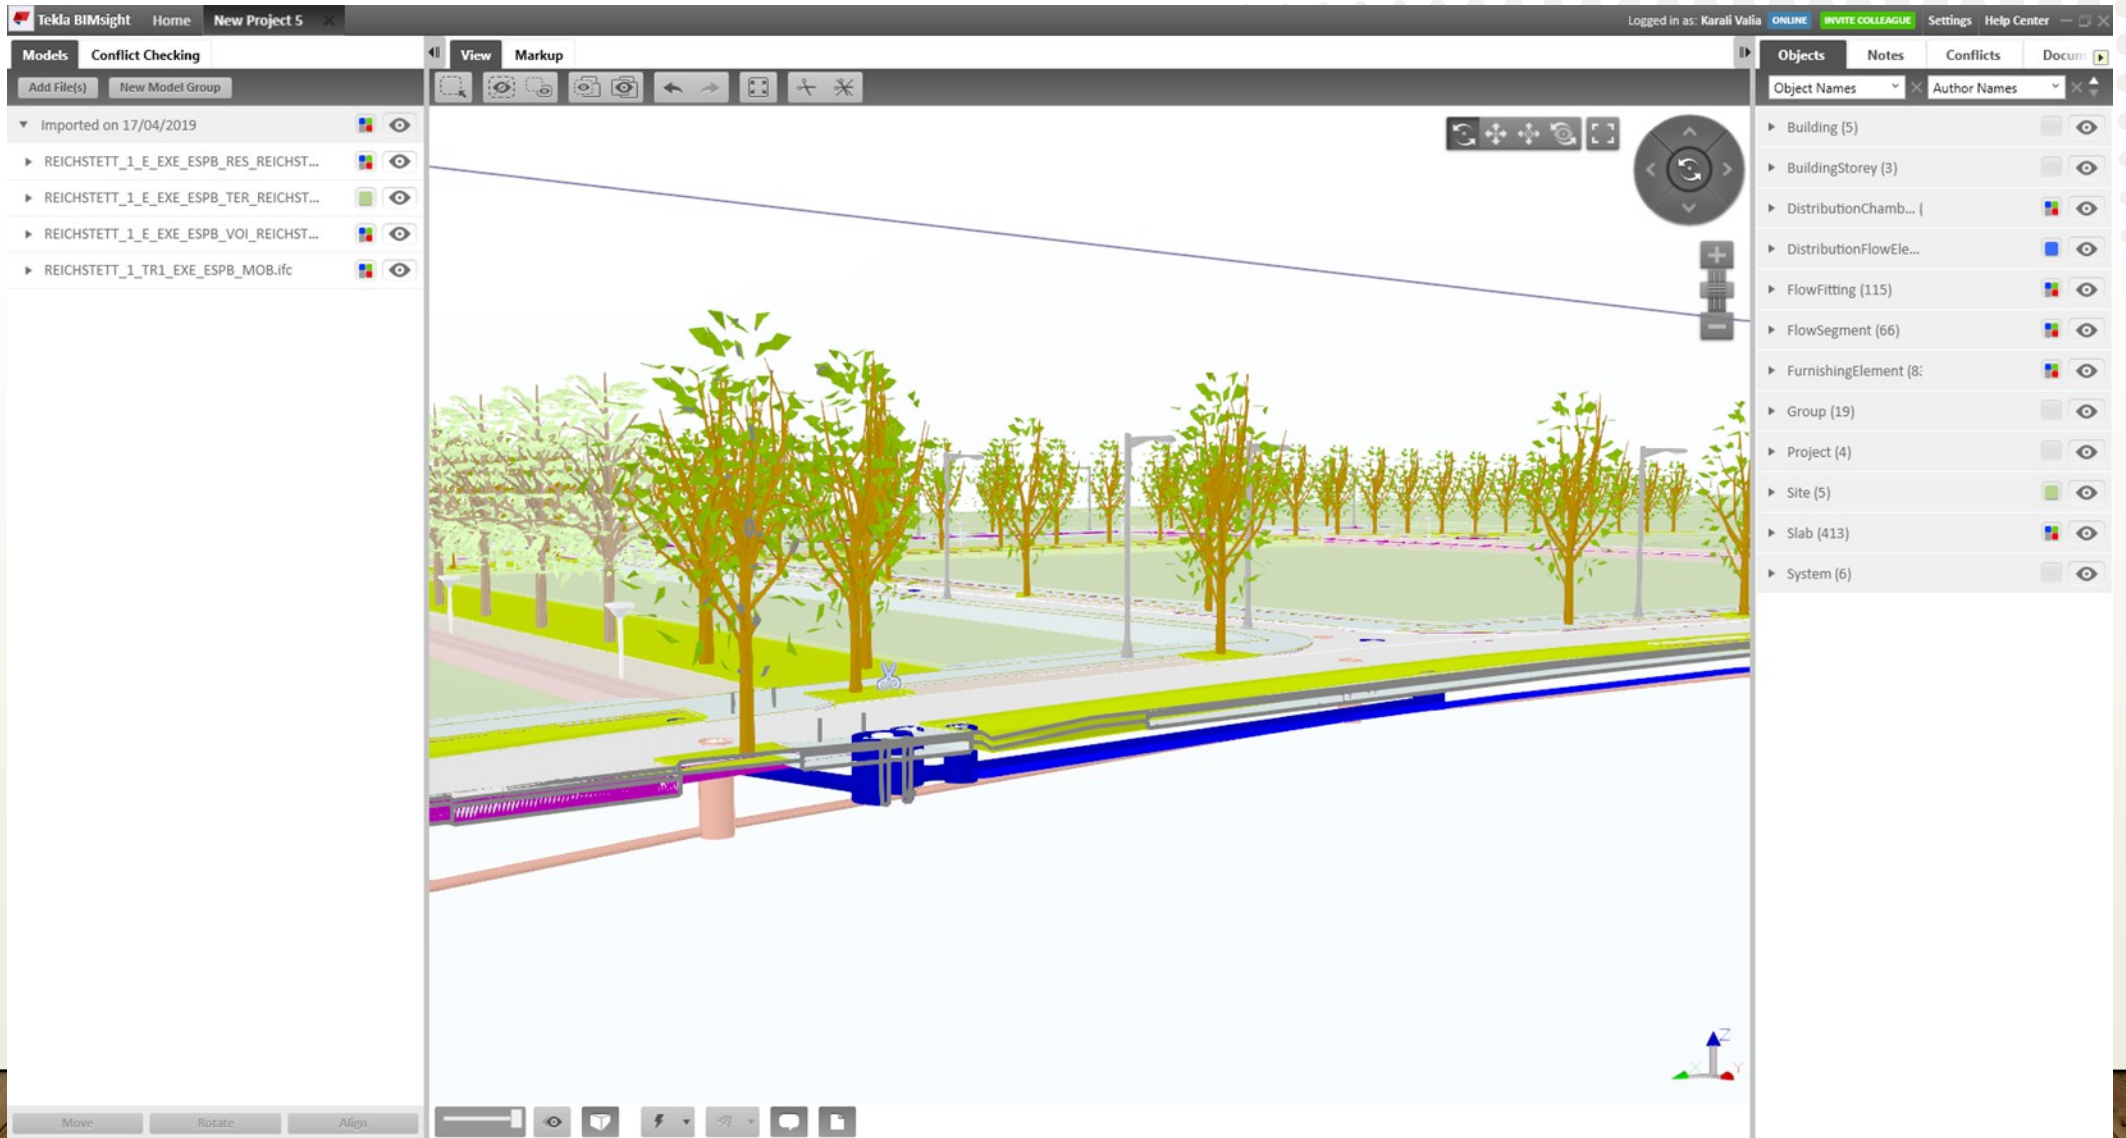 Tekla BIMsight Home New Project 5
Logged in as: Karali Valia ONLINE INVITE COLLEAGUE Settings Help Center
Models Conflict Checking
Add File(s) New Model Group
Imported on 17/04/2019
REICHSTETT_1_E_EXE_ESPB_RES_REICHST...
REICHSTETT_1_E_EXE_ESPB_TER_REICHST...
REICHSTETT_1_E_EXE_ESPB_VOI_REICHST...
REICHSTETT_1_TR1_EXE_ESPB_MOB.ifc
Move Rotate Align
View Markup
Z
X
Y
Objects Notes Conflicts Docum
Object Names Author Names
Building (5)
BuildingStorey (3)
DistributionChamb... (
DistributionFlowEle...
FlowFitting (115)
FlowSegment (66)
FurnishingElement (83
Group (19)
Project (4)
Site (5)
Slab (413)
System (6)